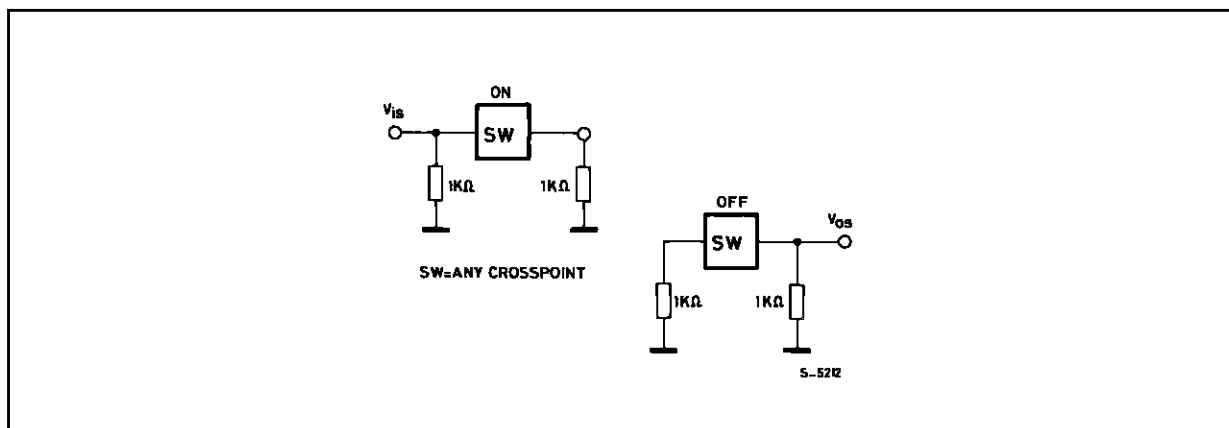 ON
Vis
SW
1KΩ 1KΩ
OFF
Vos
SW
SW=ANY CROSSPOINT
1KΩ 1KΩ
S-5212